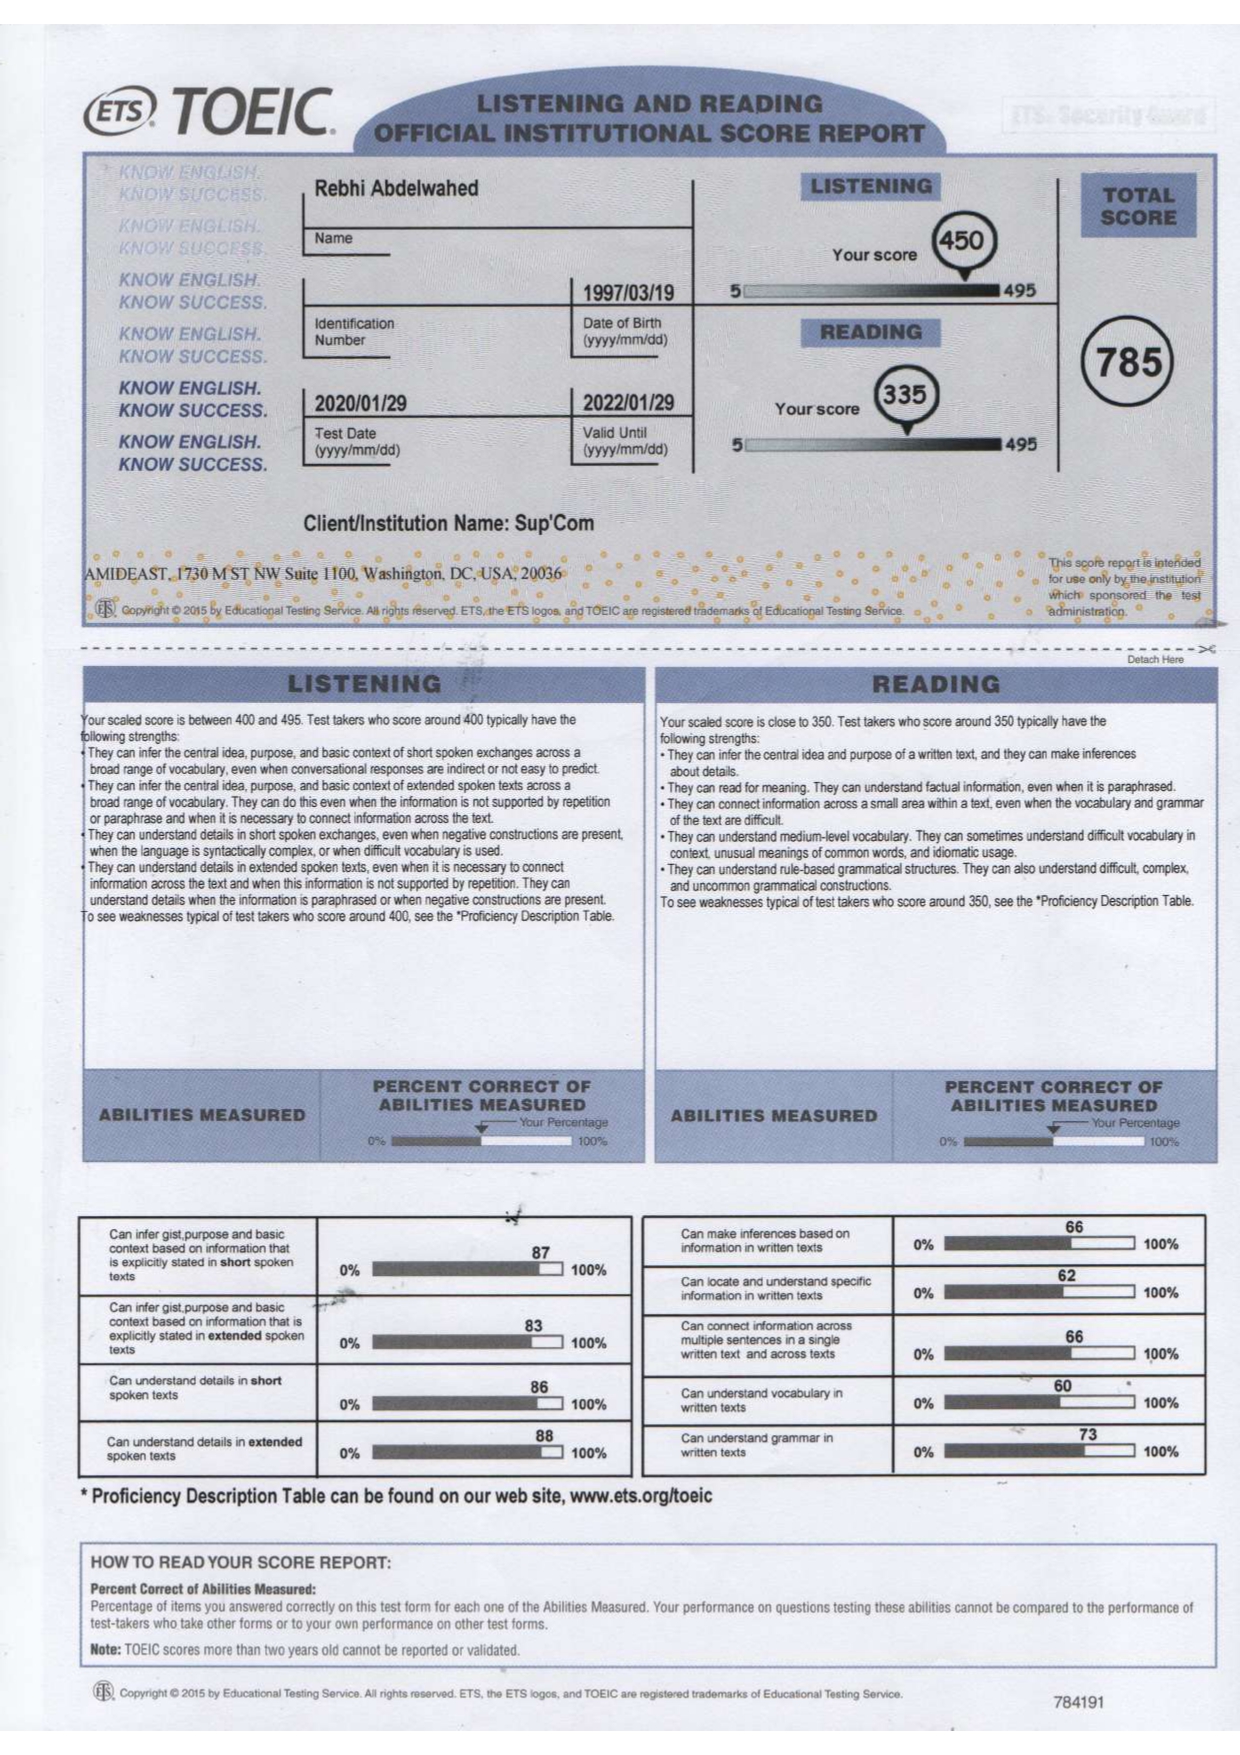 ETS TOEIC.
LISTENING AND READING
OFFICIAL INSTITUTIONAL SCORE REPORT
ETS® Security Guard
KNOW ENGLISH.
KNOW SUCCESS.
KNOW ENGLISH.
KNOW SUCCESS.
KNOW ENGLISH.
KNOW SUCCESS.
KNOW ENGLISH.
KNOW SUCCESS.
KNOW ENGLISH.
KNOW SUCCESS.
KNOW ENGLISH.
KNOW SUCCESS.
Rebhi Abdelwahed
Name
1997/03/19
Identification
Number
Date of Birth
(yyyy/mm/dd)
2020/01/29
2022/01/29
Test Date
(yyyy/mm/dd)
Valid Until
(yyyy/mm/dd)
LISTENING
Your score
450
5 495
READING
Your score
335
5 495
TOTAL
SCORE
785
Client/Institution Name: Sup'Com
AMIDEAST, 1730 M ST NW Suite 1100, Washington, DC, USA, 20036
Copyright © 2015 by Educational Testing Service. All rights reserved. ETS, the ETS logos, and TOEIC are registered trademarks of Educational Testing Service.
This score report is intended
for use only by the institution
which sponsored the test
administration.
Detach Here
LISTENING
Your scaled score is between 400 and 495. Test takers who score around 400 typically have the
following strengths:
• They can infer the central idea, purpose, and basic context of short spoken exchanges across a
broad range of vocabulary, even when conversational responses are indirect or not easy to predict.
• They can infer the central idea, purpose, and basic context of extended spoken texts across a
broad range of vocabulary. They can do this even when the information is not supported by repetition
or paraphrase and when it is necessary to connect information across the text.
• They can understand details in short spoken exchanges, even when negative constructions are present,
when the language is syntactically complex, or when difficult vocabulary is used.
• They can understand details in extended spoken texts, even when it is necessary to connect
information across the text and when this information is not supported by repetition. They can
understand details when the information is paraphrased or when negative constructions are present.
To see weaknesses typical of test takers who score around 400, see the *Proficiency Description Table.
READING
Your scaled score is close to 350. Test takers who score around 350 typically have the
following strengths:
• They can infer the central idea and purpose of a written text, and they can make inferences
about details.
• They can read for meaning. They can understand factual information, even when it is paraphrased.
• They can connect information across a small area within a text, even when the vocabulary and grammar
of the text are difficult.
• They can understand medium-level vocabulary. They can sometimes understand difficult vocabulary in
context, unusual meanings of common words, and idiomatic usage.
• They can understand rule-based grammatical structures. They can also understand difficult, complex,
and uncommon grammatical constructions.
To see weaknesses typical of test takers who score around 350, see the *Proficiency Description Table.
ABILITIES MEASURED
PERCENT CORRECT OF
ABILITIES MEASURED
Your Percentage
0% 100%
ABILITIES MEASURED
PERCENT CORRECT OF
ABILITIES MEASURED
Your Percentage
0% 100%
Can infer gist,purpose and basic
context based on information that
is explicitly stated in short spoken
texts
87
0% 100%
Can infer gist,purpose and basic
context based on information that is
explicitly stated in extended spoken
texts
83
0% 100%
Can understand details in short
spoken texts
86
0% 100%
Can understand details in extended
spoken texts
88
0% 100%
Can make inferences based on
information in written texts
66
0% 100%
Can locate and understand specific
information in written texts
62
0% 100%
Can connect information across
multiple sentences in a single
written text and across texts
66
0% 100%
Can understand vocabulary in
written texts
60
0% 100%
Can understand grammar in
written texts
73
0% 100%
* Proficiency Description Table can be found on our web site, www.ets.org/toeic
HOW TO READ YOUR SCORE REPORT:
Percent Correct of Abilities Measured:
Percentage of items you answered correctly on this test form for each one of the Abilities Measured. Your performance on questions testing these abilities cannot be compared to the performance of
test-takers who take other forms or to your own performance on other test forms.
Note: TOEIC scores more than two years old cannot be reported or validated.
Copyright © 2015 by Educational Testing Service. All rights reserved. ETS, the ETS logos, and TOEIC are registered trademarks of Educational Testing Service.
784191